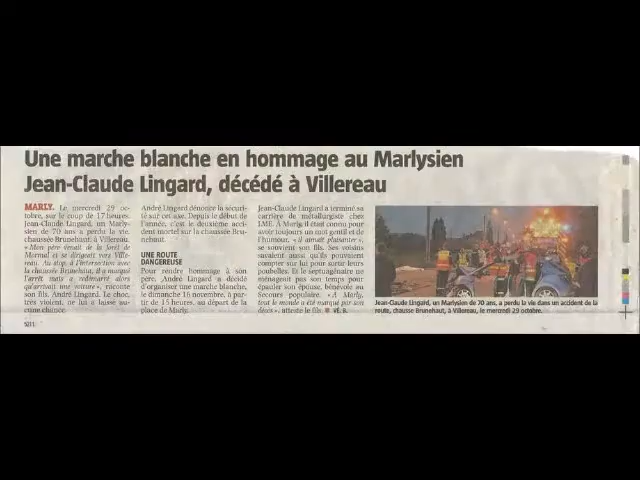 Une marche blanche en hommage au Marlysien
Jean-Claude Lingard, décédé à Villereau
MARLY. Le mercredi 29 oc-
tobre, sur le coup de 17 heures,
Jean-Claude Lingard, un Marly-
sien de 70 ans a perdu la vie,
chaussée Brunehaut, à Villereau.
« Mon père venait de la forêt de
Mormal et se dirigeait vers Ville-
reau. Au stop, à l'intersection avec
la chaussée Brunehaut, il a marqué
l'arrêt mais a redémarré alors
qu'arrivait une voiture », raconte
son fils, André Lingard. Le choc,
très violent, ne lui a laissé au-
cune chance.
André Lingard dénonce la sécuri-
té sur cet axe. Depuis le début de
l'année, c'est le deuxième acci-
dent mortel sur la chaussée Bru-
nehaut.
UNE ROUTE
DANGEREUSE
Pour rendre hommage à son
père, André Lingard a décidé
d'organiser une marche blanche,
le dimanche 16 novembre, à par-
tir de 15 heures, au départ de la
place de Marly.
Jean-Claude Lingard a terminé sa
carrière de métallurgiste chez
LME. À Marly, il était connu pour
avoir toujours un mot gentil et de
l'humour. « Il aimait plaisanter »,
se souvient son fils. Ses voisins
savaient aussi qu'ils pouvaient
compter sur lui pour sortir leurs
poubelles. Et le septuagénaire ne
manquait pas d'occupations, ai-
dant son épouse, bénévole au
Secours populaire. « À Marly,
tout le monde a été marqué par son
décès », atteste le fils. VÉ. B.
Jean-Claude Lingard, un Marlysien de 70 ans, a perdu la vie dans un accident de la
route, chausse Brunehaut, à Villereau, le mercredi 29 octobre.